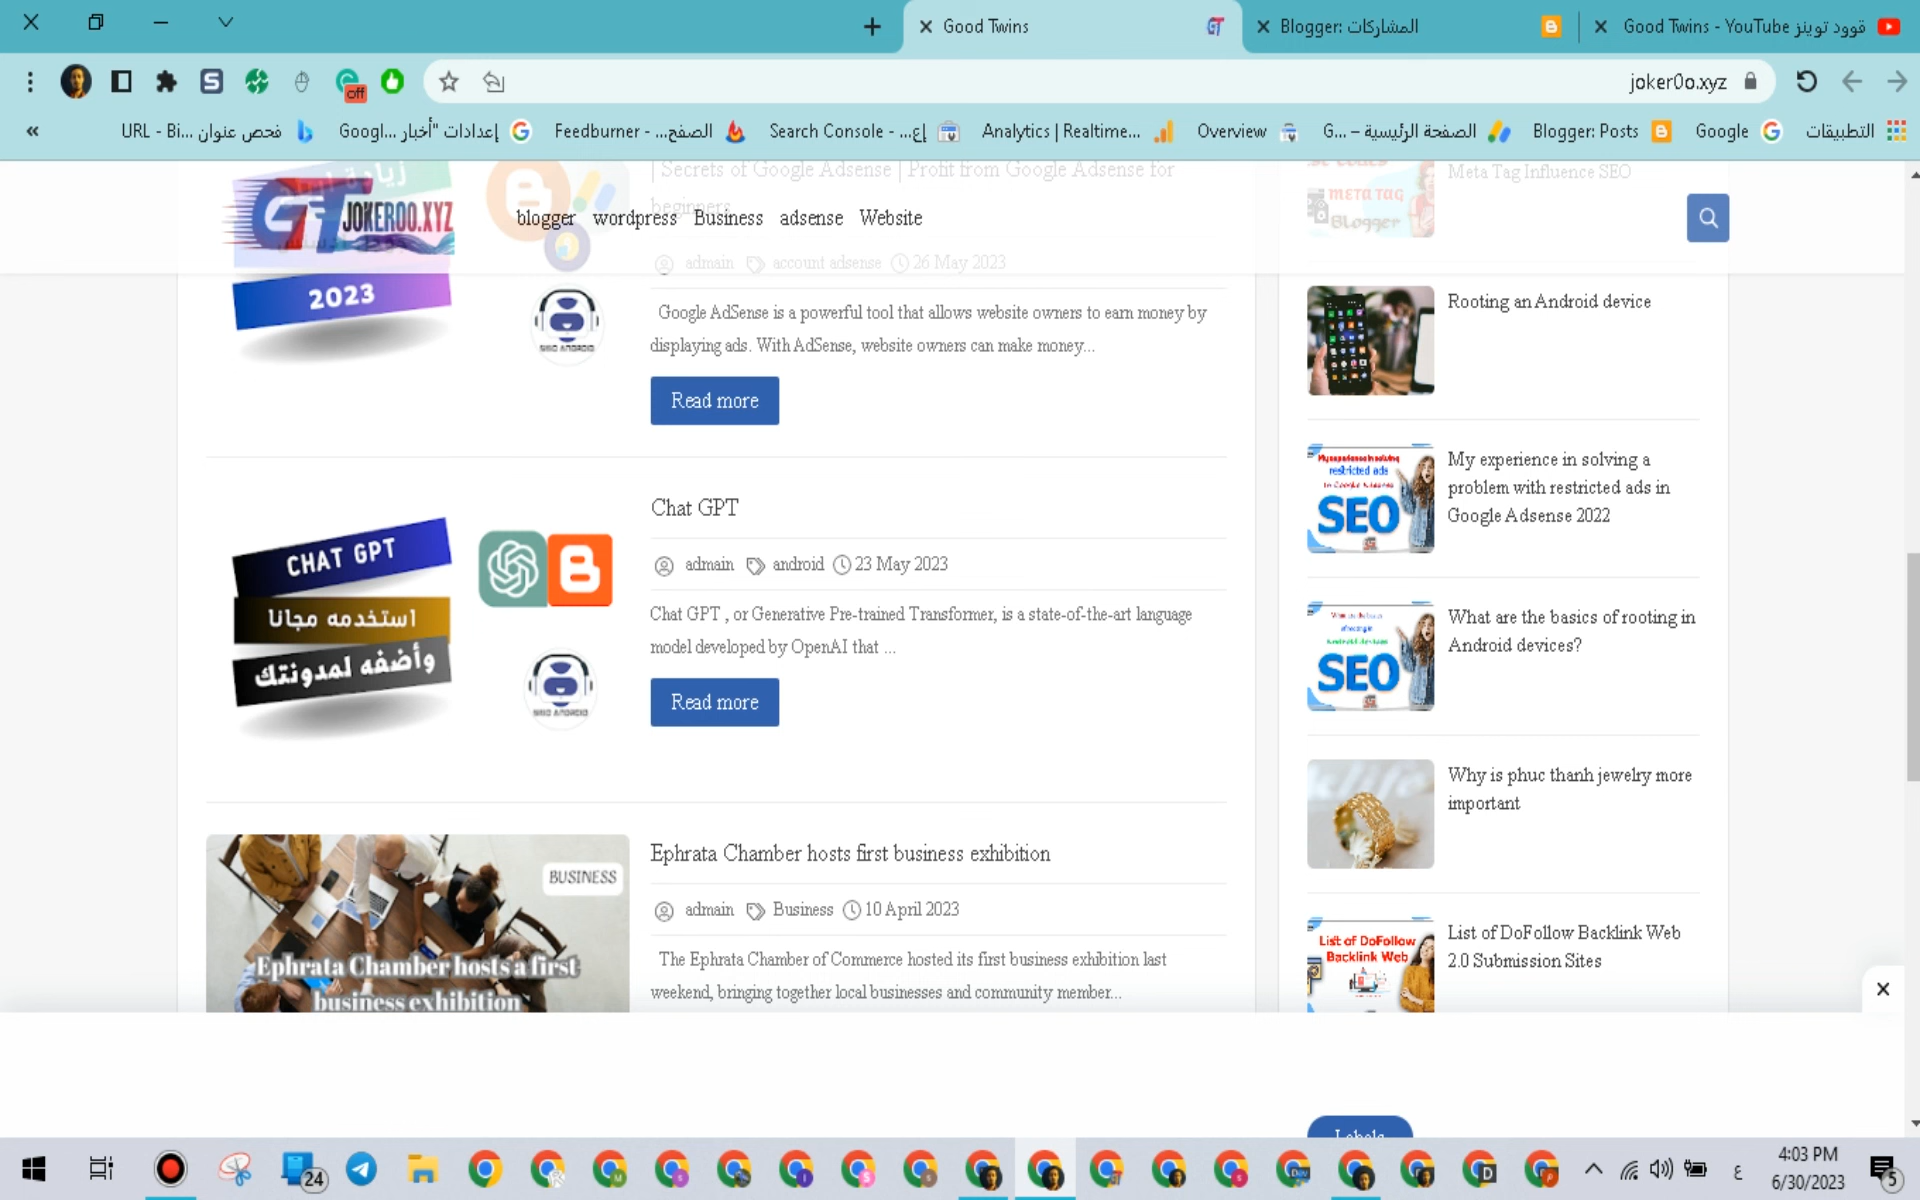 Good Twins
Blogger: المشاركات
Good Twins - YouTube قوود توينز
off
joker0o.xyz
URL - Bi... فحص عنوان
Googl... إعدادات "أخبار
Feedburner - ...الصفح
Search Console - ...إع
Analytics | Realtime...
Overview
G... – الصفحة الرئيسية
Blogger: Posts
Google
التطبيقات
| Secrets of Google Adsense | Profit from Google Adsense for
beginners
JOKEROO.XYZ
blogger wordpress Business adsense Website
admain account adsense 26 May 2023
2023
Google AdSense is a powerful tool that allows website owners to earn money by
displaying ads. With AdSense, website owners can make money...
Read more
Chat GPT
admain android 23 May 2023
Chat GPT , or Generative Pre-trained Transformer, is a state-of-the-art language
model developed by OpenAI that ...
Read more
CHAT GPT
استخدمه مجانا
وأضفه لمدونتك
Ephrata Chamber hosts first business exhibition
admain Business 10 April 2023
The Ephrata Chamber of Commerce hosted its first business exhibition last
weekend, bringing together local businesses and community member...
BUSINESS
Ephrata Chamber hosts a first
business exhibition
Meta Tag Influence SEO
META TAG
Blogger
Rooting an Android device
My experience in solving a
problem with restricted ads in
Google Adsense 2022
SEO
What are the basics of rooting in
Android devices?
SEO
Why is phuc thanh jewelry more
important
List of DoFollow Backlink Web
2.0 Submission Sites
List of DoFollow
Backlink Web
Labels
24
ع
4:03 PM
6/30/2023
5